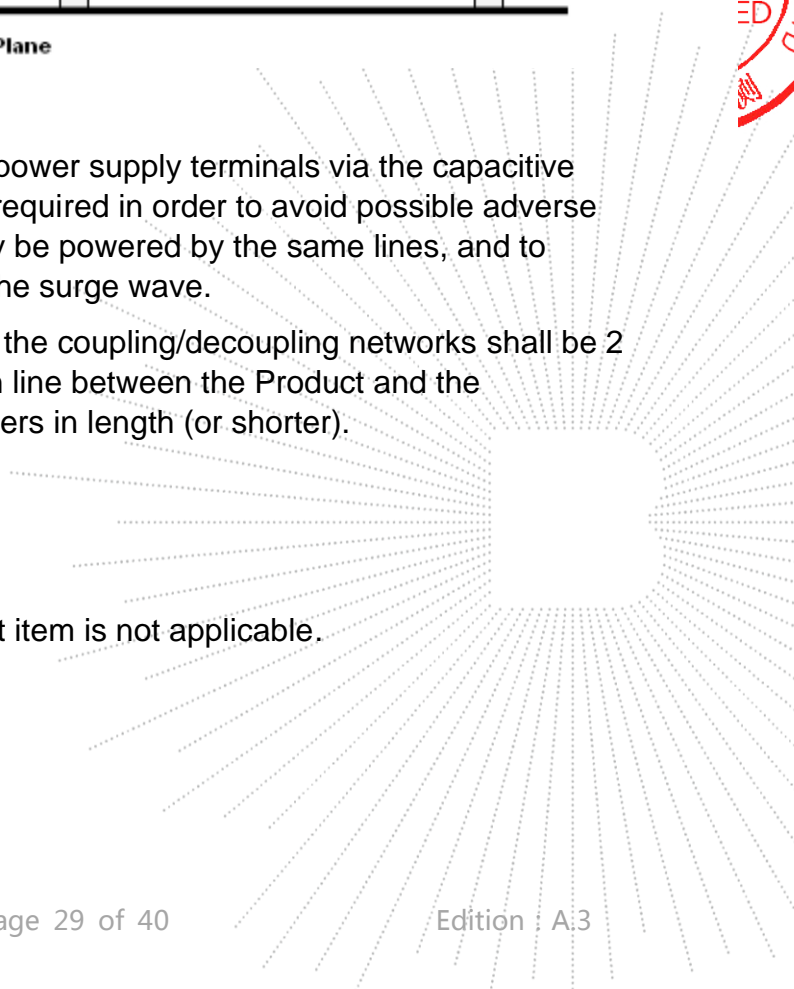 ED
Plane
power supply terminals via the capacitive
required in order to avoid possible adverse
be powered by the same lines, and to
he surge wave.
the coupling/decoupling networks shall be 2
line between the Product and the
ers in length (or shorter).
t item is not applicable.
age 29 of 40
Edition : A.3